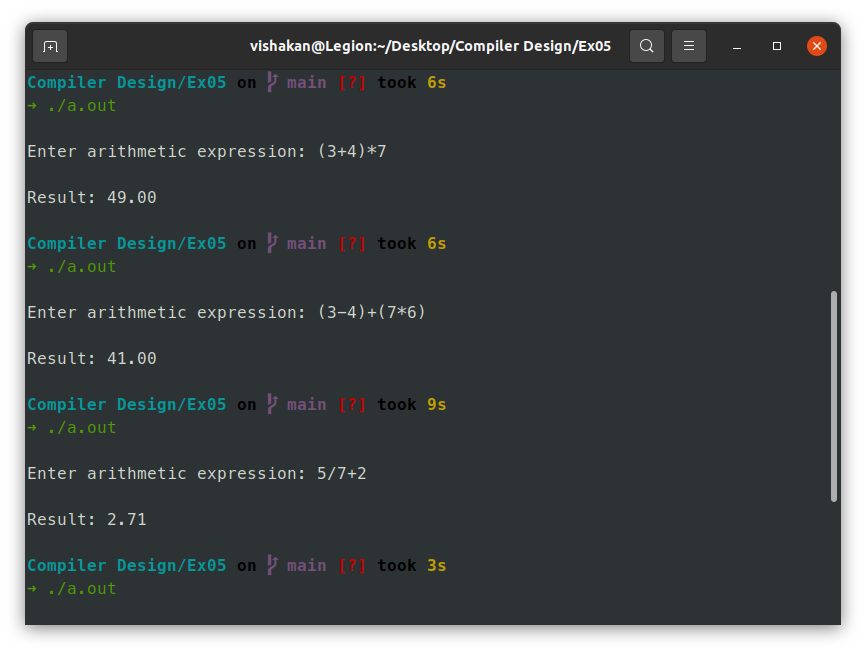 vishakan@Legion:~/Desktop/Compiler Design/Ex05
Compiler Design/Ex05 on main [?] took 6s
→ ./a.out
Enter arithmetic expression: (3+4)*7
Result: 49.00
Compiler Design/Ex05 on main [?] took 6s
→ ./a.out
Enter arithmetic expression: (3-4)+(7*6)
Result: 41.00
Compiler Design/Ex05 on main [?] took 9s
→ ./a.out
Enter arithmetic expression: 5/7+2
Result: 2.71
Compiler Design/Ex05 on main [?] took 3s
→ ./a.out